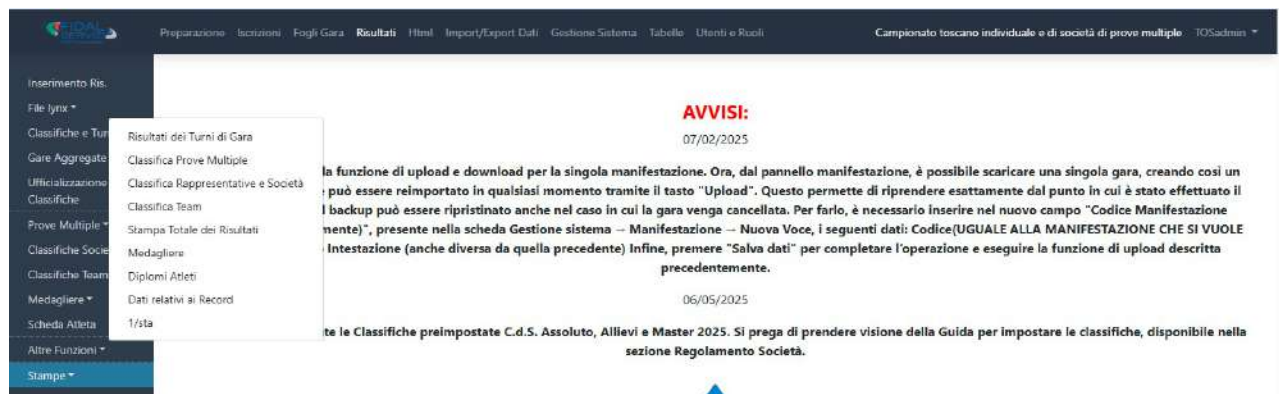 FIDAL
Preparazione Iscrizioni Fogli Gara Risultati Html Import/Export Dati Gestione Sistema Tabelle Utenti e Ruoli Campionato toscano individuale e di società di prove multiple TOSadmin
Inserimento Ris.
File lynx
Classifiche e Tur
Gare Aggregate
Ufficializzazione
Classifiche
Prove Multiple
Classifiche Socie
Classifiche Team
Medagliere
Scheda Atleta
Altre Funzioni
Stampe
Risultati dei Turni di Gara
Classifica Prove Multiple
Classifica Rappresentative e Società
Classifica Team
Stampa Totale dei Risultati
Medagliere
Diplomi Atleti
Dati relativi ai Record
1/sta
AVVISI:
07/02/2025
la funzione di upload e download per la singola manifestazione. Ora, dal pannello manifestazione, è possibile scaricare una singola gara, creando così un
può essere reimportato in qualsiasi momento tramite il tasto "Upload". Questo permette di riprendere esattamente dal punto in cui è stato effettuato il
backup può essere ripristinato anche nel caso in cui la gara venga cancellata. Per farlo, è necessario inserire nel nuovo campo "Codice Manifestazione
mente)", presente nella scheda Gestione sistema → Manifestazione → Nuova Voce, i seguenti dati: Codice(UGUALE ALLA MANIFESTAZIONE CHE SI VUOLE
Intestazione (anche diversa da quella precedente) Infine, premere "Salva dati" per completare l'operazione e eseguire la funzione di upload descritta
precedentemente.
06/05/2025
te le Classifiche preimpostate C.d.S. Assoluto, Allievi e Master 2025. Si prega di prendere visione della Guida per impostare le classifiche, disponibile nella
sezione Regolamento Società.